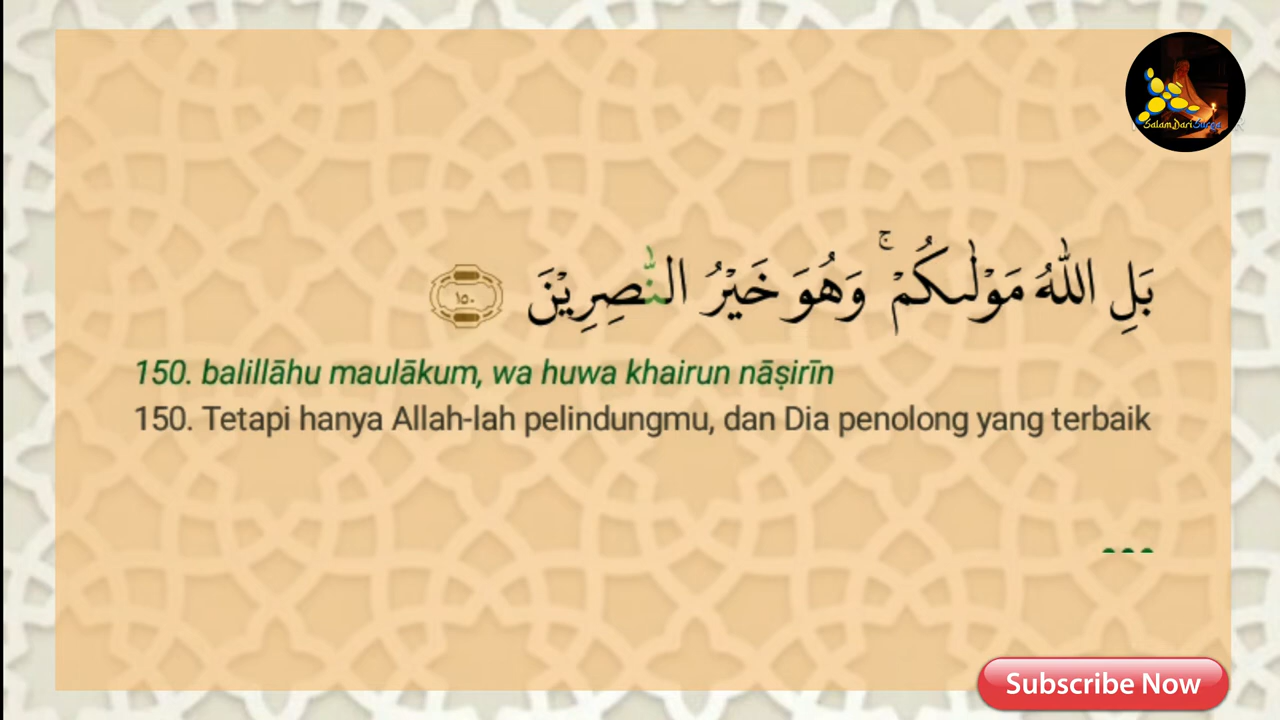 SalamDariSurga
بَلِ اللّٰهُ مَوْلٰىكُمْ ۚ وَهُوَ خَيْرُ النّٰصِرِيْنَ ١٥٠
150. balillāhu maulākum, wa huwa khairun nāṣirīn
150. Tetapi hanya Allah-lah pelindungmu, dan Dia penolong yang terbaik
Subscribe Now